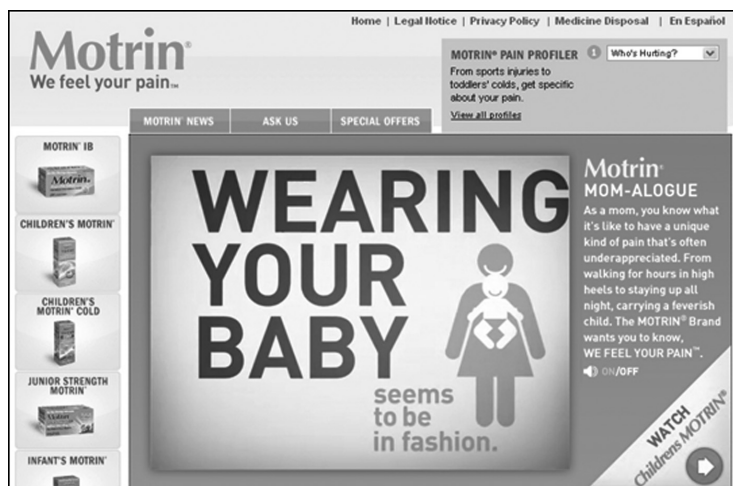 Home | Legal Notice | Privacy Policy | Medicine Disposal | En Español
Motrin®
We feel your pain™
MOTRIN® PAIN PROFILER i Who's Hurting?
From sports injuries to
toddlers' colds, get specific
about your pain.
View all profiles
MOTRIN® NEWS ASK US SPECIAL OFFERS
MOTRIN® IB
Motrin
CHILDREN'S MOTRIN®
CHILDREN'S
MOTRIN® COLD
JUNIOR STRENGTH
MOTRIN®
Motrin
INFANT'S MOTRIN®
WEARING
YOUR
BABY
seems
to be
in fashion.
Motrin®
MOM-ALOGUE
As a mom, you know what
it's like to have a unique
kind of pain that's often
underappreciated. From
walking for hours in high
heels to staying up all
night, carrying a feverish
child. The MOTRIN® Brand
wants you to know,
WE FEEL YOUR PAIN™.
ON/OFF
WATCH
Childrens MOTRIN®